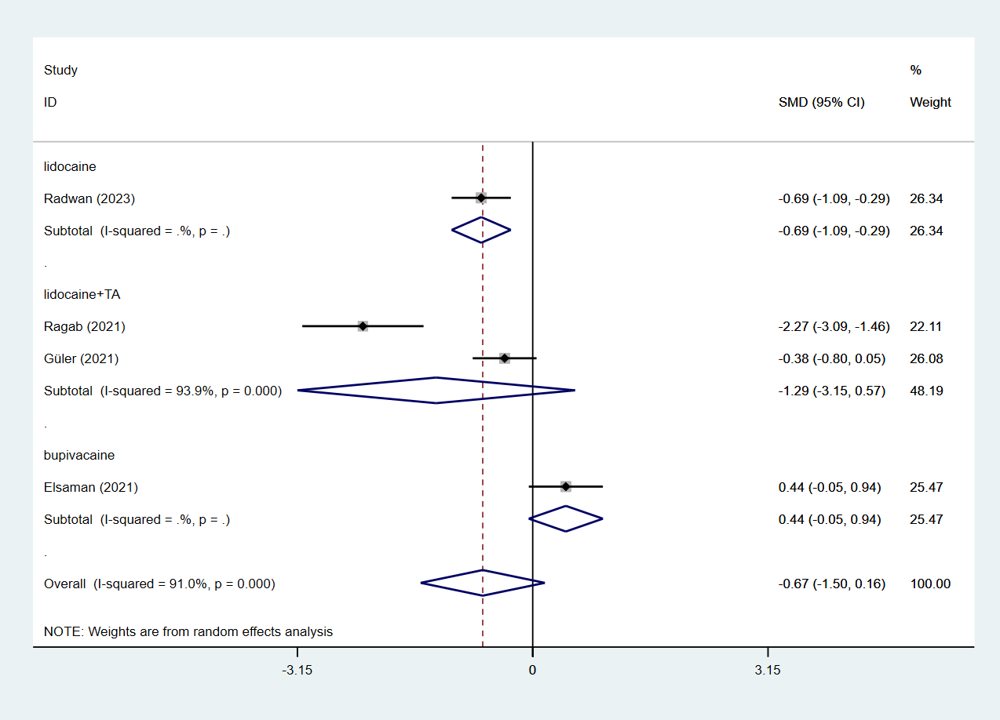 Study %
ID SMD (95% CI) Weight
lidocaine
Radwan (2023) -0.69 (-1.09, -0.29) 26.34
Subtotal (I-squared = .%, p = .) -0.69 (-1.09, -0.29) 26.34
.
lidocaine+TA
Ragab (2021) -2.27 (-3.09, -1.46) 22.11
Güler (2021) -0.38 (-0.80, 0.05) 26.08
Subtotal (I-squared = 93.9%, p = 0.000) -1.29 (-3.15, 0.57) 48.19
.
bupivacaine
Elsaman (2021) 0.44 (-0.05, 0.94) 25.47
Subtotal (I-squared = .%, p = .) 0.44 (-0.05, 0.94) 25.47
.
Overall (I-squared = 91.0%, p = 0.000) -0.67 (-1.50, 0.16) 100.00
NOTE: Weights are from random effects analysis
-3.15 0 3.15